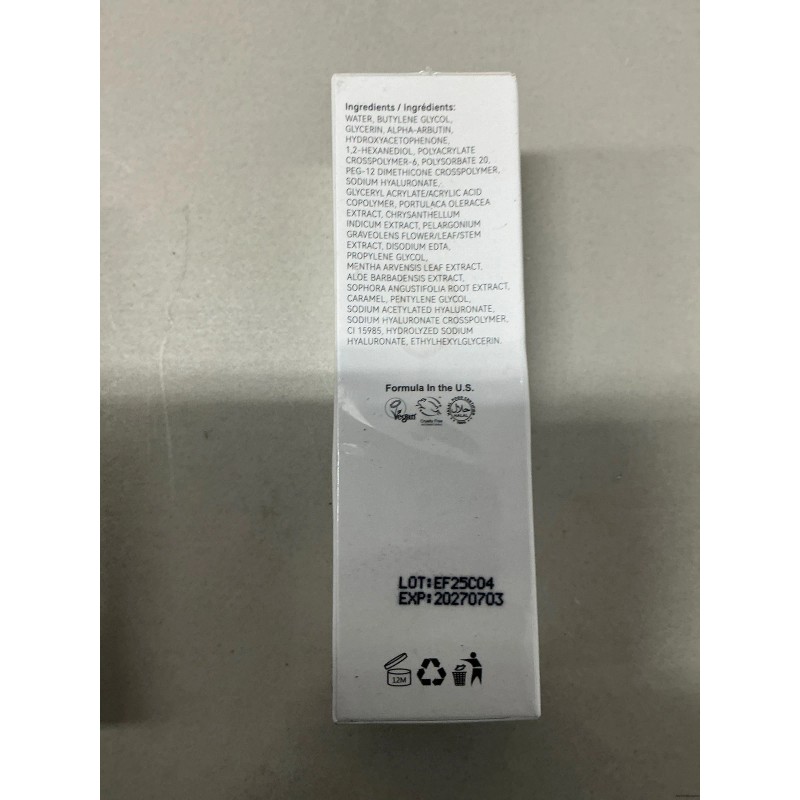 Ingredients / Ingrédients:
WATER, BUTYLENE GLYCOL,
GLYCERIN, ALPHA-ARBUTIN,
HYDROXYACETOPHENONE,
1,2-HEXANEDIOL, POLYACRYLATE
CROSSPOLYMER-6, POLYSORBATE 20,
PEG-12 DIMETHICONE CROSSPOLYMER,
SODIUM HYALURONATE,
GLYCERYL ACRYLATE/ACRYLIC ACID
COPOLYMER, PORTULACA OLERACEA
EXTRACT, CHRYSANTHELLUM
INDICUM EXTRACT, PELARGONIUM
GRAVEOLENS FLOWER/LEAF/STEM
EXTRACT, DISODIUM EDTA,
PROPYLENE GLYCOL,
MENTHA ARVENSIS LEAF EXTRACT,
ALOE BARBADENSIS EXTRACT,
SOPHORA ANGUSTIFOLIA ROOT EXTRACT,
CARAMEL, PENTYLENE GLYCOL,
SODIUM ACETYLATED HYALURONATE,
SODIUM HYALURONATE CROSSPOLYMER,
CI 15985, HYDROLYZED SODIUM
HYALURONATE, ETHYLHEXYLGLYCERIN.
Formula In the U.S.
Vegan
Cruelty Free
حلال
HALAL
LOT:EF25C04
EXP:20270703
12M